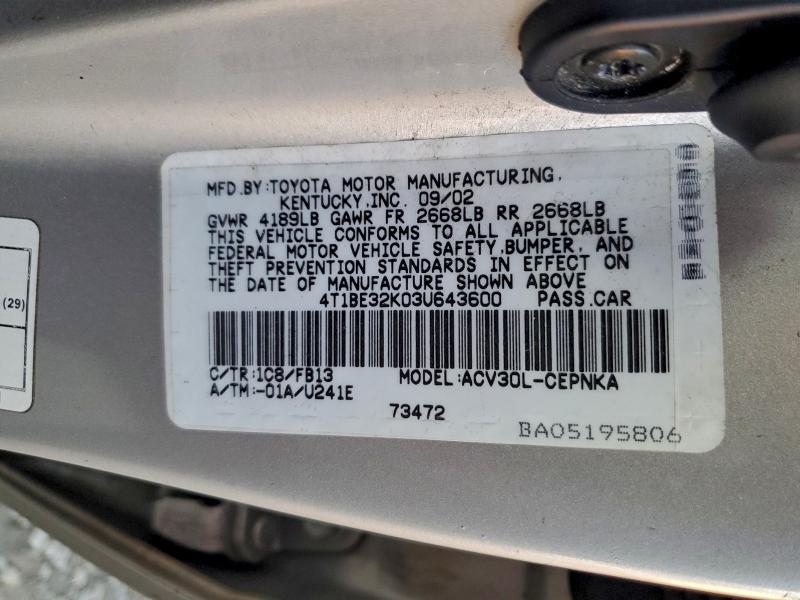 MFD.BY:TOYOTA MOTOR MANUFACTURING,
KENTUCKY,INC. 09/02
GVWR 4189LB GAWR FR 2668LB RR 2668LB
THIS VEHICLE CONFORMS TO ALL APPLICABLE
FEDERAL MOTOR VEHICLE SAFETY,BUMPER, AND
THEFT PREVENTION STANDARDS IN EFFECT ON
THE DATE OF MANUFACTURE SHOWN ABOVE
4T1BE32K03U643600 PASS.CAR
C/TR:1C8/FB13 MODEL:ACV30L-CEPNKA
A/TM:-01A/U241E
73472
BA05195806
(29)